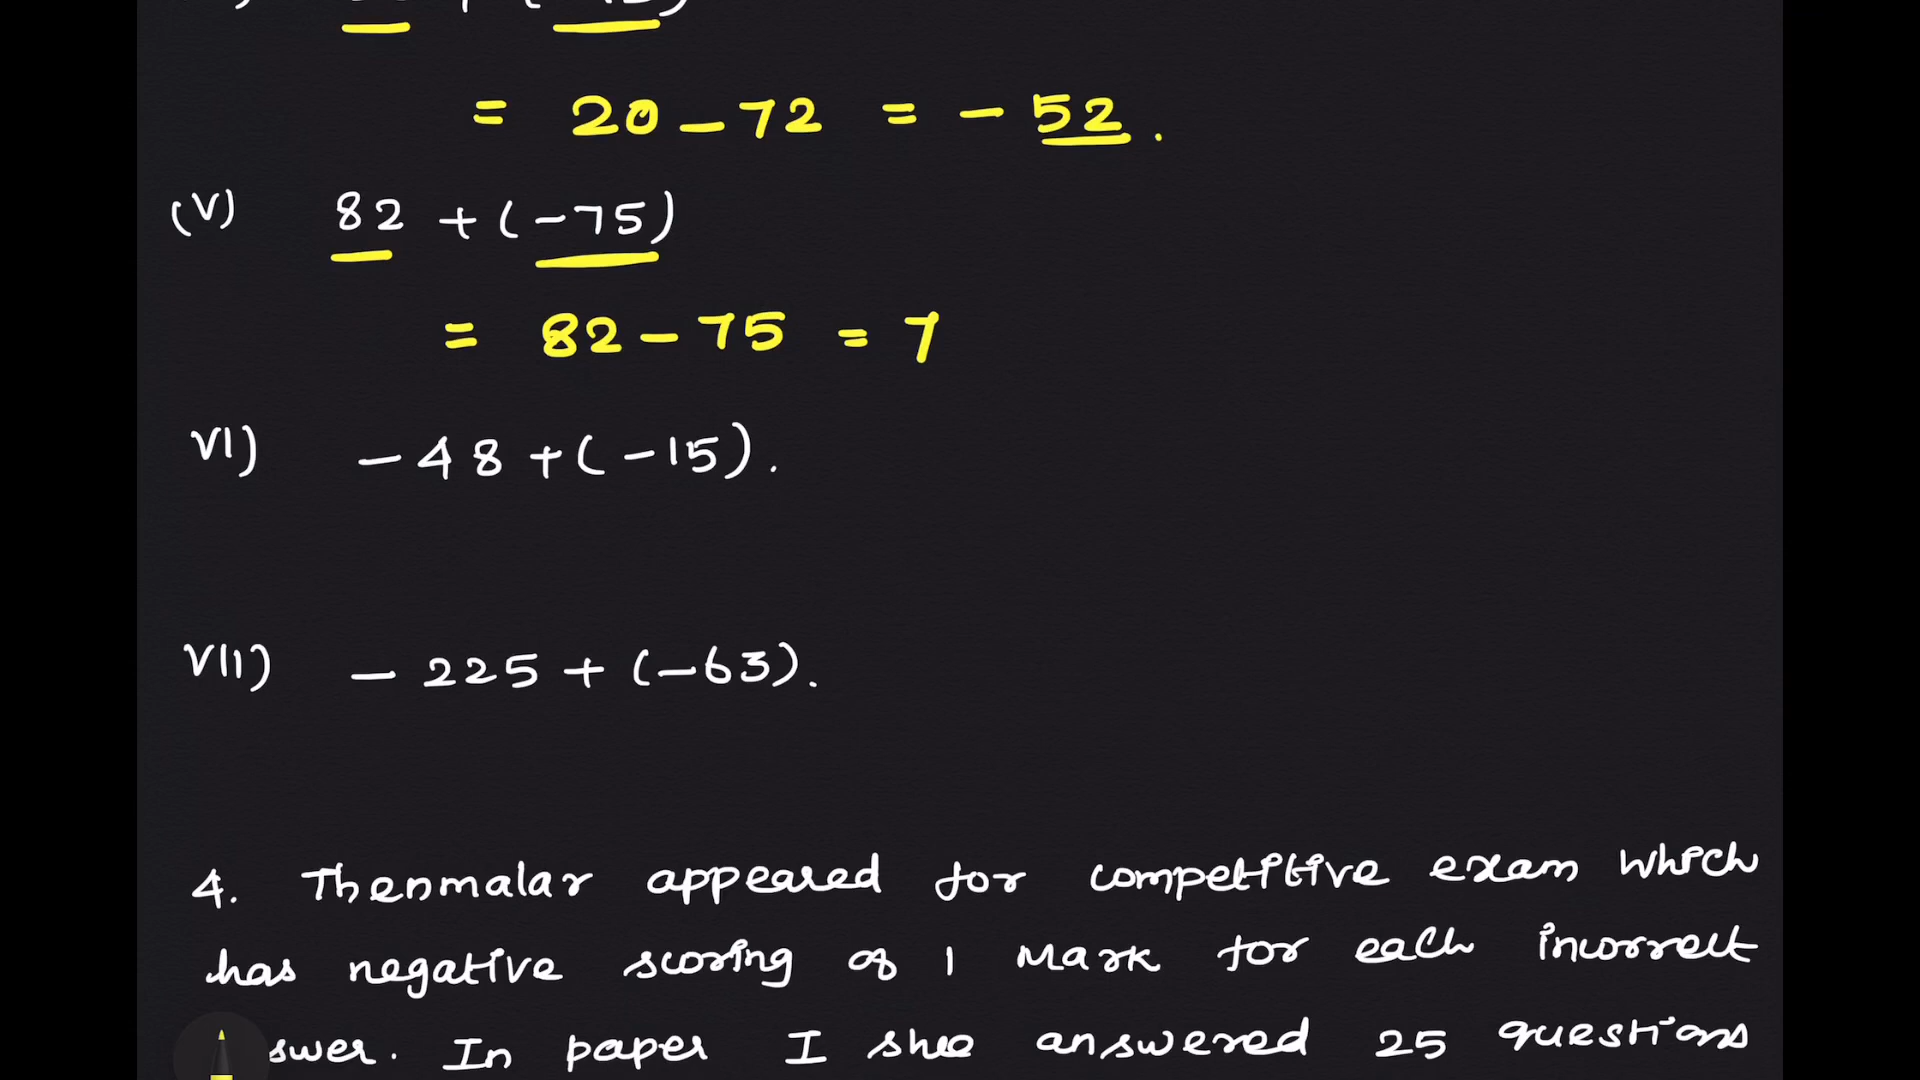 = 20 - 72 = - 52.
(V) 82 + (-75)
= 82 - 75 = 7
VI) - 48 + (-15).
VII) - 225 + (-63).
4. Thenmalar appeared for competitive exam which
has negative scoring of 1 Mark for each incorrect
swer. In paper I she answered 25 questions